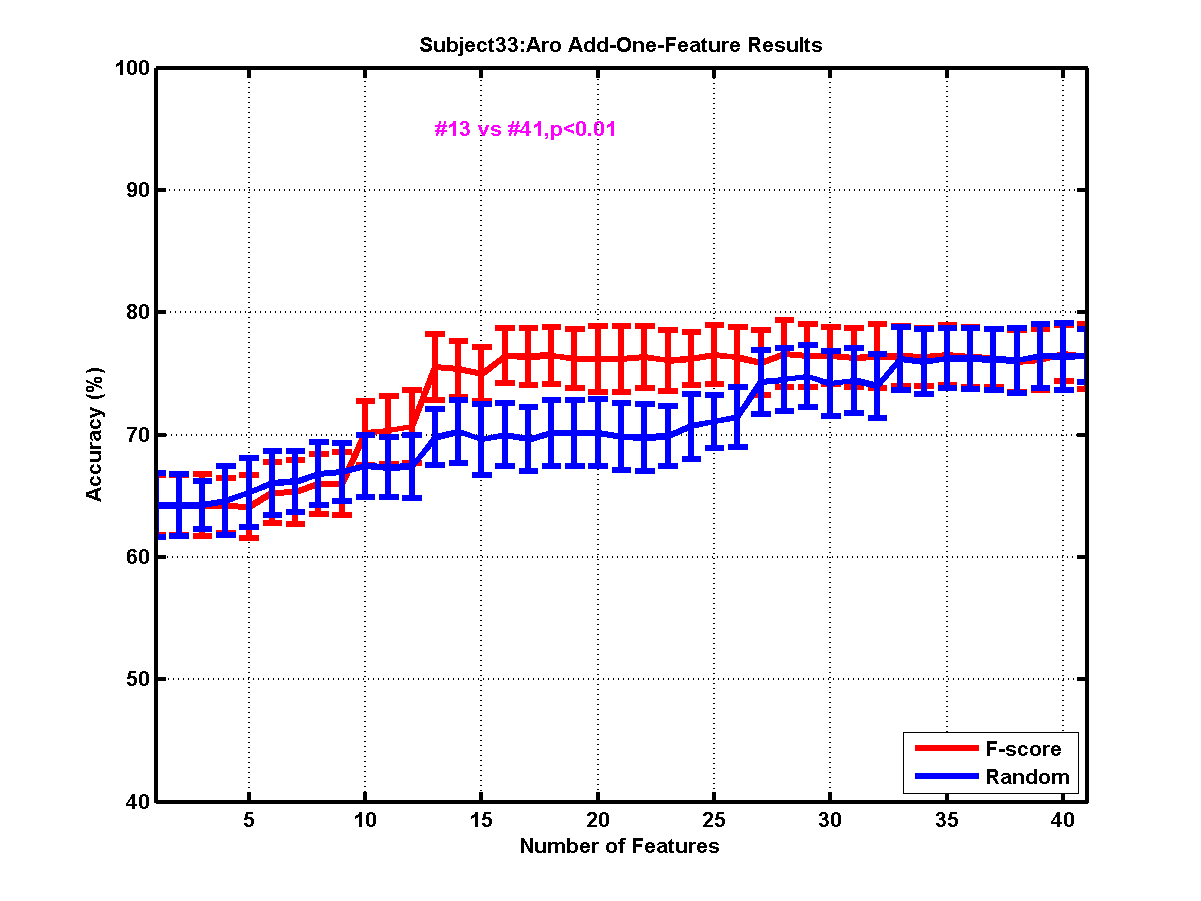 Subject33:Aro Add-One-Feature Results
100
90
80
70
60
50
40
Accuracy (%)
#13 vs #41,p<0.01
F-score
Random
5 10 15 20 25 30 35 40
Number of Features